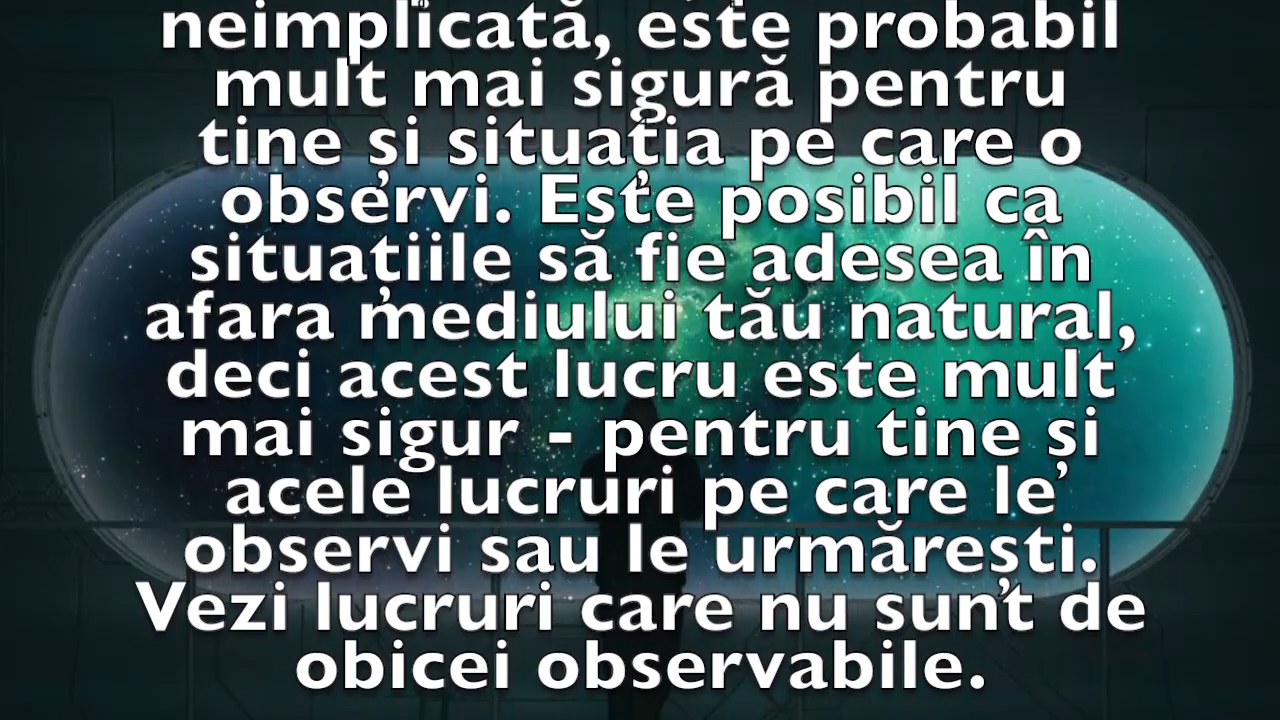 neimplicată, este probabil
mult mai sigură pentru
tine și situația pe care o
observi. Este posibil ca
situațiile să fie adesea în
afara mediului tău natural,
deci acest lucru este mult
mai sigur - pentru tine și
acele lucruri pe care le
observi sau le urmărești.
Vezi lucruri care nu sunt de
obicei observabile.